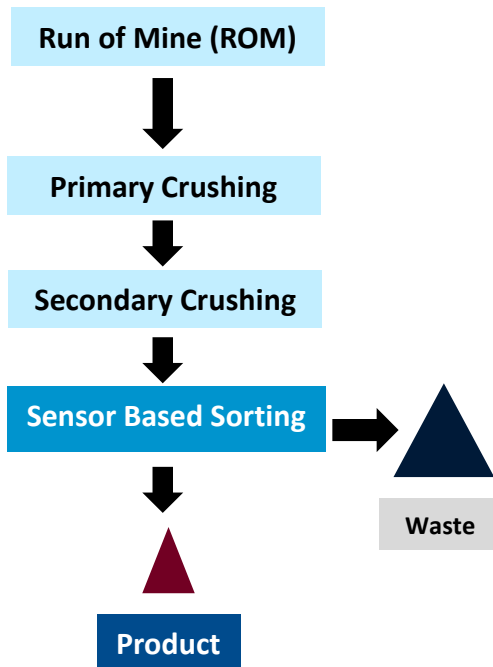 Run of Mine (ROM)
Primary Crushing
Secondary Crushing
Sensor Based Sorting
Waste
Product